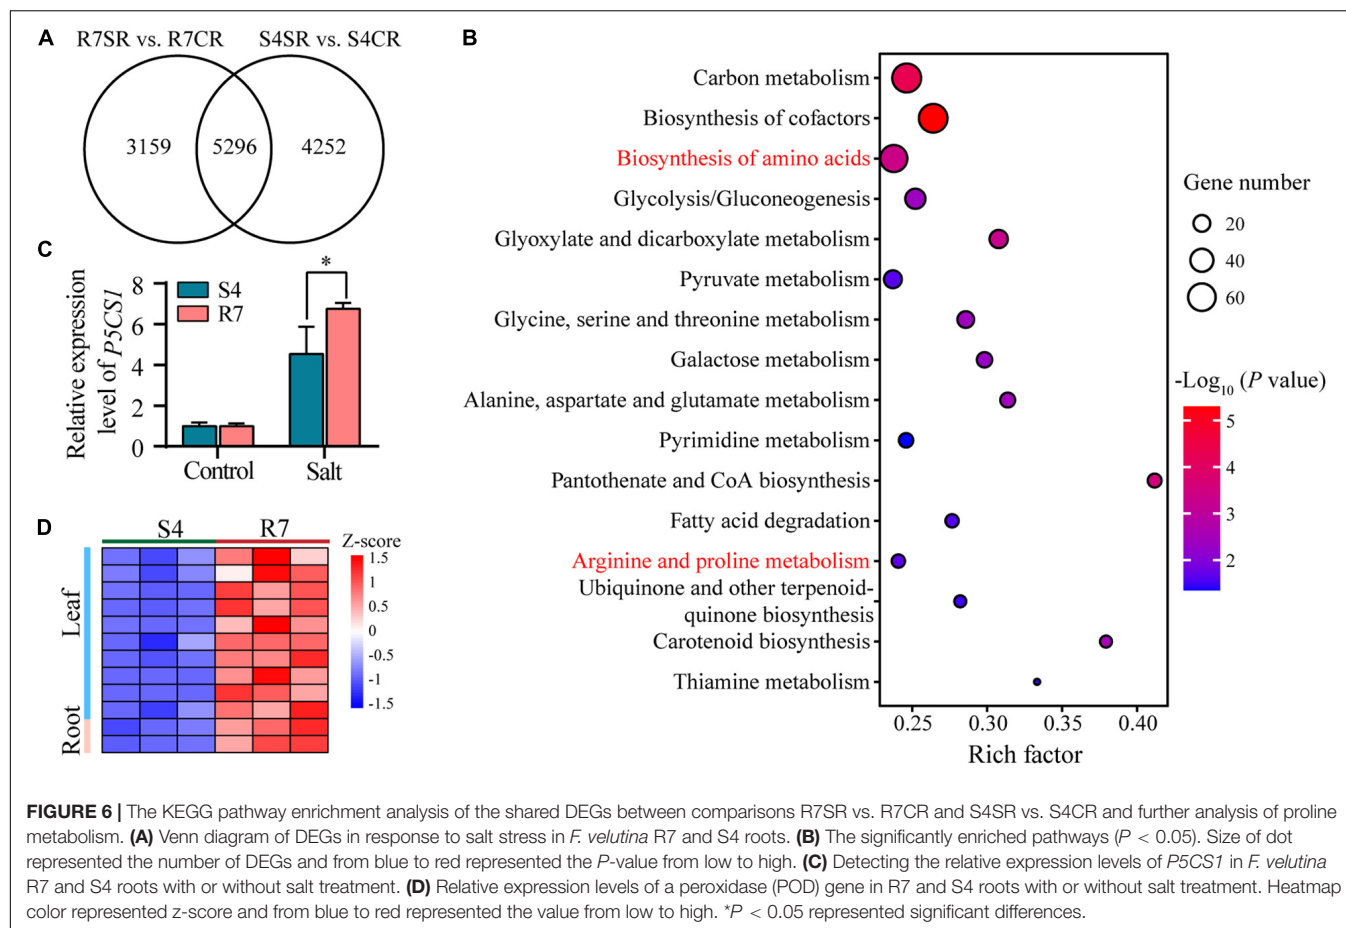 A
R7SR vs. R7CR
S4SR vs. S4CR
3159
5296
4252
B
Carbon metabolism
Biosynthesis of cofactors
Biosynthesis of amino acids
Glycolysis/Gluconeogenesis
Glyoxylate and dicarboxylate metabolism
Pyruvate metabolism
Glycine, serine and threonine metabolism
Galactose metabolism
Alanine, aspartate and glutamate metabolism
Pyrimidine metabolism
Pantothenate and CoA biosynthesis
Fatty acid degradation
Arginine and proline metabolism
Ubiquinone and other terpenoid-
quinone biosynthesis
Carotenoid biosynthesis
Thiamine metabolism
0.25
0.30
0.35
0.40
Rich factor
Gene number
20
40
60
-Log10 (P value)
5
4
3
2
C
Relative expression
level of P5CS1
8
6
4
2
0
S4
R7
*
Control
Salt
D
S4
R7
Leaf
Root
Z-score
1.5
1
0.5
0
-0.5
-1
-1.5
FIGURE 6 | The KEGG pathway enrichment analysis of the shared DEGs between comparisons R7SR vs. R7CR and S4SR vs. S4CR and further analysis of proline
metabolism. (A) Venn diagram of DEGs in response to salt stress in F. velutina R7 and S4 roots. (B) The significantly enriched pathways (P < 0.05). Size of dot
represented the number of DEGs and from blue to red represented the P-value from low to high. (C) Detecting the relative expression levels of P5CS1 in F. velutina
R7 and S4 roots with or without salt treatment. (D) Relative expression levels of a peroxidase (POD) gene in R7 and S4 roots with or without salt treatment. Heatmap
color represented z-score and from blue to red represented the value from low to high. *P < 0.05 represented significant differences.